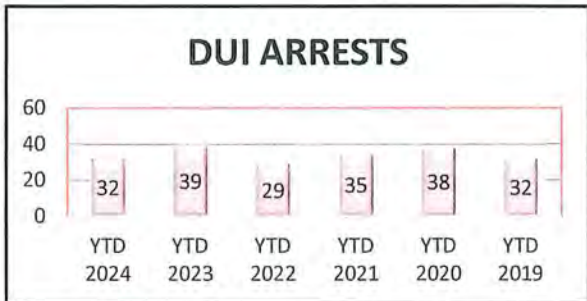 DUI ARRESTS
60
40
20
0
32 39 29 35 38 32
YTD YTD YTD YTD YTD YTD
2024 2023 2022 2021 2020 2019